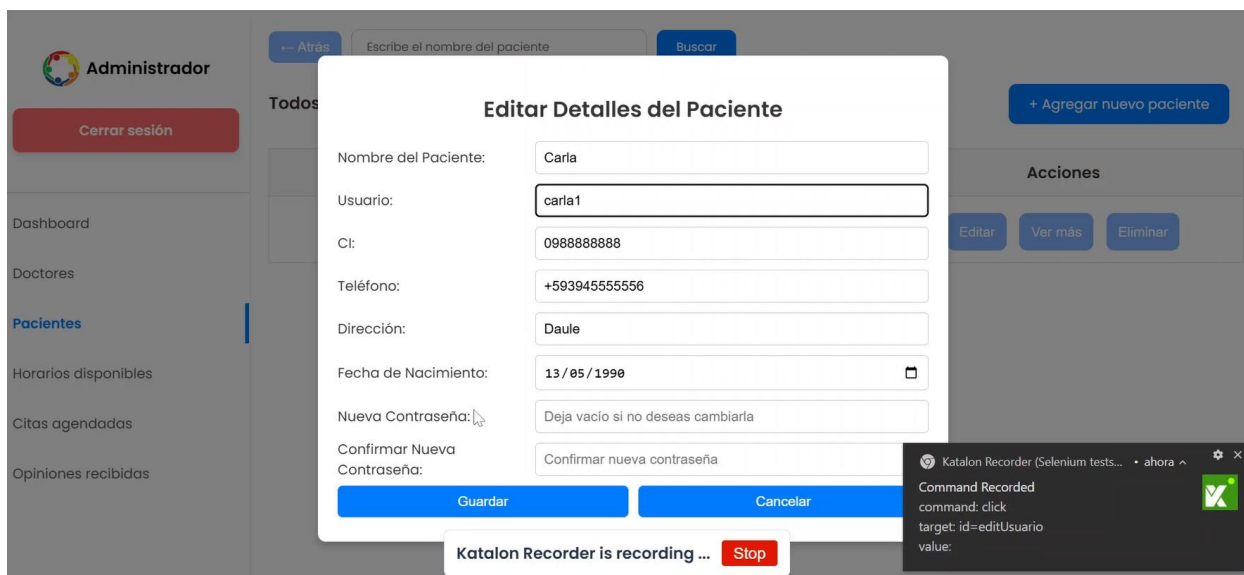 Administrador
Cerrar sesión
Dashboard
Doctores
Pacientes
Horarios disponibles
Citas agendadas
Opiniones recibidas
← Atrás
Escribe el nombre del paciente
Buscar
Todos
+ Agregar nuevo paciente
Acciones
Editar
Ver más
Eliminar
Editar Detalles del Paciente
Nombre del Paciente: Carla
Usuario: carla1
CI: 0988888888
Teléfono: +593945555556
Dirección: Daule
Fecha de Nacimiento: 13/05/1990
Nueva Contraseña: Deja vacío si no deseas cambiarla
Confirmar Nueva
Contraseña: Confirmar nueva contraseña
Guardar
Cancelar
Katalon Recorder is recording ... Stop
Katalon Recorder (Selenium tests... • ahora
Command Recorded
command: click
target: id=editUsuario
value: